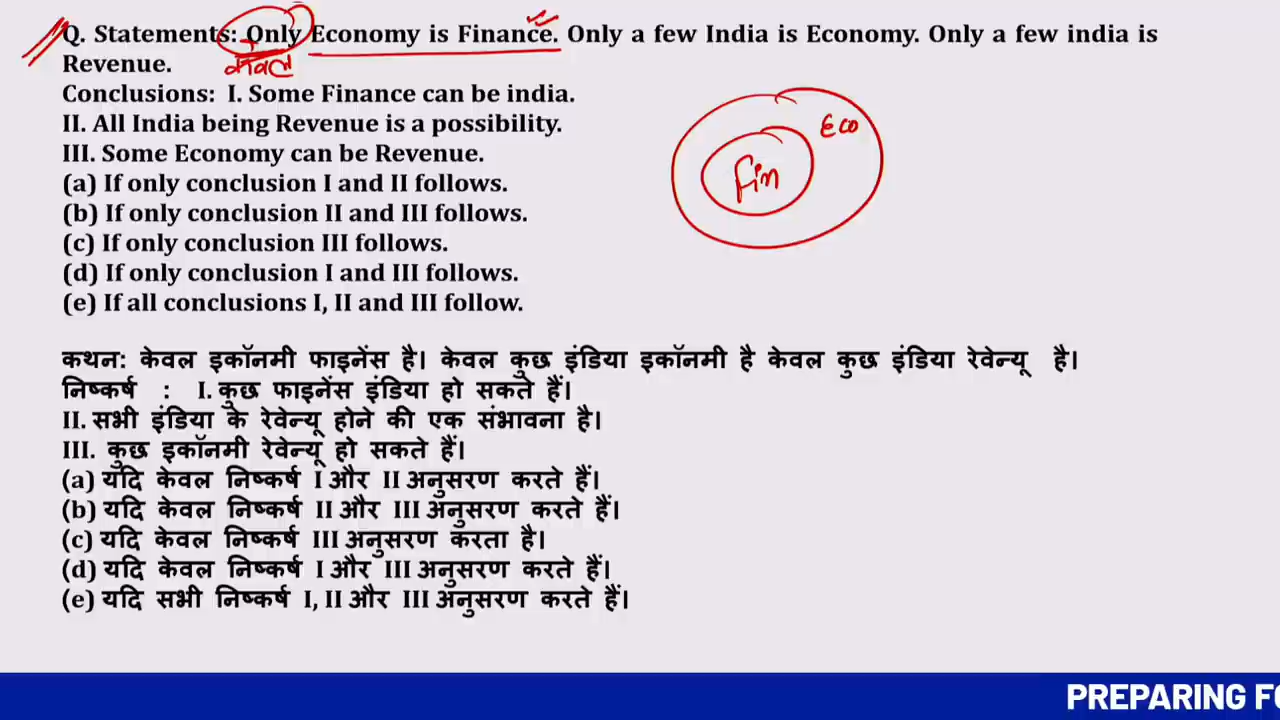 Q. Statements: Only Economy is Finance. Only a few India is Economy. Only a few india is
Revenue.
केवल
Conclusions: I. Some Finance can be india.
II. All India being Revenue is a possibility.
III. Some Economy can be Revenue.
(a) If only conclusion I and II follows.
(b) If only conclusion II and III follows.
(c) If only conclusion III follows.
(d) If only conclusion I and III follows.
(e) If all conclusions I, II and III follow.
Eco
Fin
कथन: केवल इकॉनमी फाइनेंस है। केवल कुछ इंडिया इकॉनमी है केवल कुछ इंडिया रेवेन्यू है।
निष्कर्ष : I. कुछ फाइनेंस इंडिया हो सकते हैं।
II. सभी इंडिया के रेवेन्यू होने की एक संभावना है।
III. कुछ इकॉनमी रेवेन्यू हो सकते हैं।
(a) यदि केवल निष्कर्ष I और II अनुसरण करते हैं।
(b) यदि केवल निष्कर्ष II और III अनुसरण करते हैं।
(c) यदि केवल निष्कर्ष III अनुसरण करता है।
(d) यदि केवल निष्कर्ष I और III अनुसरण करते हैं।
(e) यदि सभी निष्कर्ष I, II और III अनुसरण करते हैं।
PREPARING FO